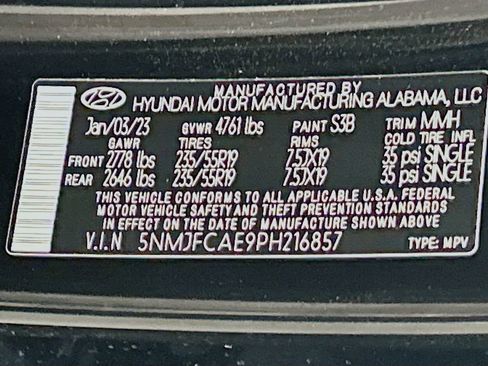 MANUFACTURED BY
HYUNDAI MOTOR MANUFACTURING ALABAMA, LLC
Jan/03/23 GVWR 4761 lbs PAINT S3B TRIM MMH
GAWR TIRES RIMS COLD TIRE INFL
FRONT 2778 lbs 235/55R19 7.5JX19 35 psi SINGLE
REAR 2646 lbs 235/55R19 7.5JX19 35 psi SINGLE
THIS VEHICLE CONFORMS TO ALL APPLICABLE U.S.A. FEDERAL
MOTOR VEHICLE SAFETY AND THEFT PREVENTION STANDARDS
IN EFFECT ON THE DATE OF MANUFACTURE SHOWN ABOVE
V.I.N 5NMJFCAE9PH216857 TYPE: MPV